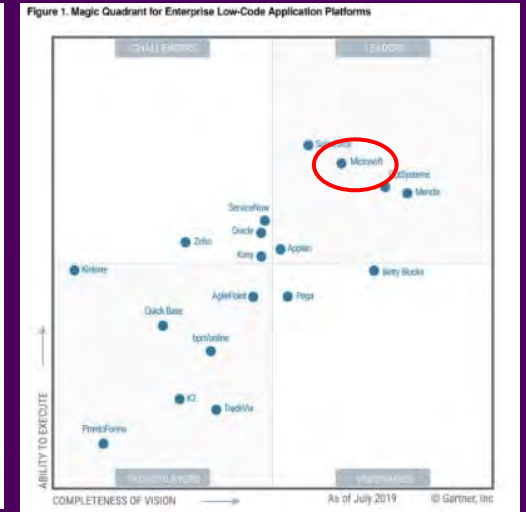 Figure 1. Magic Quadrant for Enterprise Low-Code Application Platforms
CHALLENGERS
LEADERS
Salesforce
Microsoft
OutSystems
Mendix
ServiceNow
Oracle
Zoho
Kony
Appian
Kintone
Betty Blocks
AgilePoint
Pega
Quick Base
bpm'online
K2
TrackVia
ProntoForms
ABILITY TO EXECUTE
NICHE PLAYERS
VISIONARIES
COMPLETENESS OF VISION
As of July 2019
© Gartner, Inc